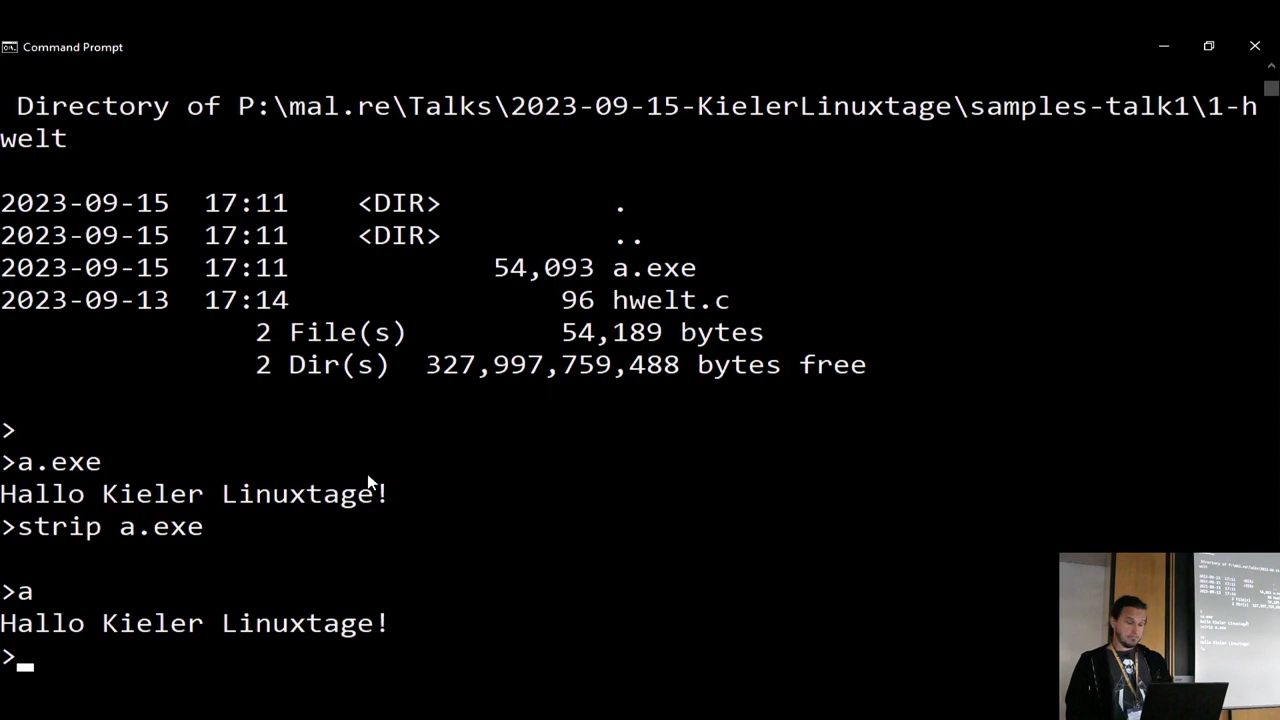 Command Prompt
Directory of P:\mal.re\Talks\2023-09-15-KielerLinuxtage\samples-talk1\1-h
welt
2023-09-15  17:11    <DIR>          .
2023-09-15  17:11    <DIR>          ..
2023-09-15  17:11            54,093 a.exe
2023-09-13  17:14                96 hwelt.c
2 File(s)         54,189 bytes
2 Dir(s)  327,997,759,488 bytes free
>
>a.exe
Hallo Kieler Linuxtage!
>strip a.exe
>a
Hallo Kieler Linuxtage!
>